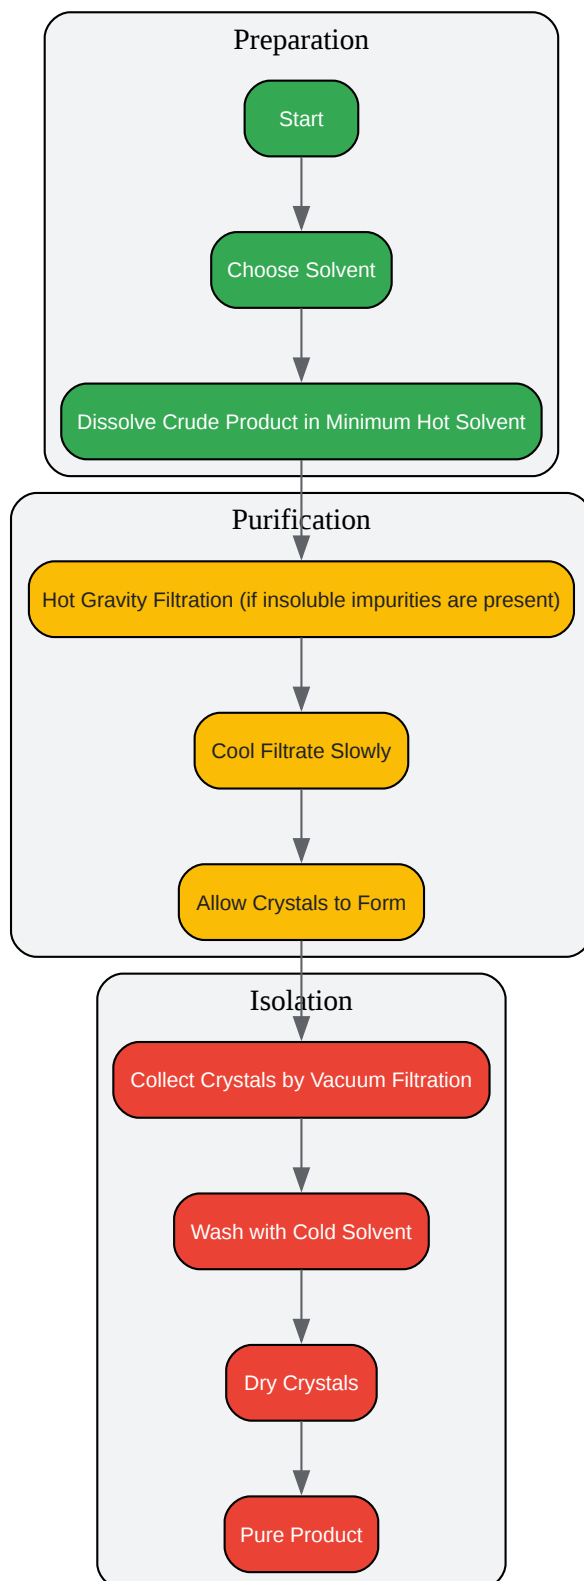 Preparation
Start
Choose Solvent
Dissolve Crude Product in Minimum Hot Solvent
Purification
Hot Gravity Filtration (if insoluble impurities are present)
Cool Filtrate Slowly
Allow Crystals to Form
Isolation
Collect Crystals by Vacuum Filtration
Wash with Cold Solvent
Dry Crystals
Pure Product